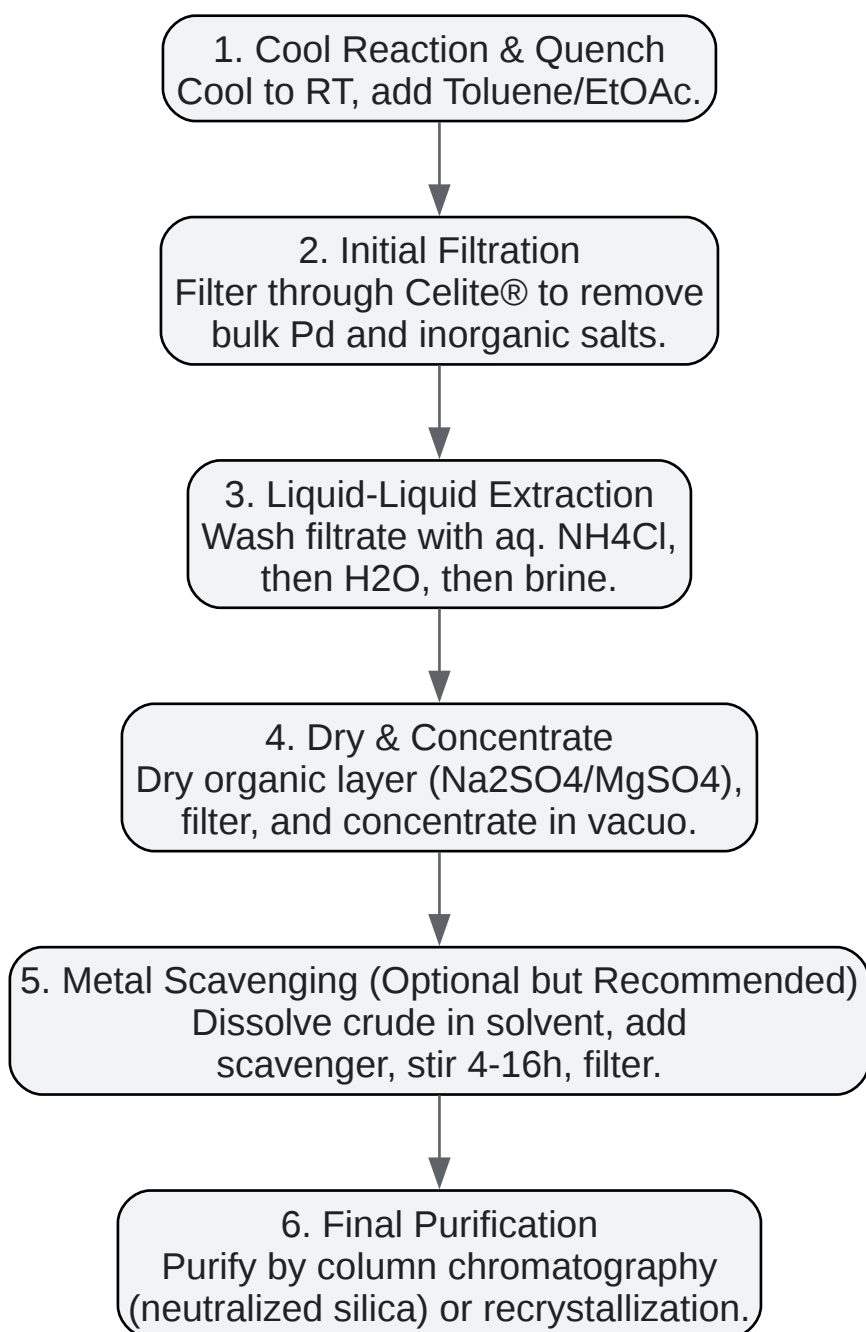 1. Cool Reaction & Quench
Cool to RT, add Toluene/EtOAc.
2. Initial Filtration
Filter through Celite® to remove
bulk Pd and inorganic salts.
3. Liquid-Liquid Extraction
Wash filtrate with aq. NH4Cl,
then H2O, then brine.
4. Dry & Concentrate
Dry organic layer (Na2SO4/MgSO4),
filter, and concentrate in vacuo.
5. Metal Scavenging (Optional but Recommended)
Dissolve crude in solvent, add
scavenger, stir 4-16h, filter.
6. Final Purification
Purify by column chromatography
(neutralized silica) or recrystallization.